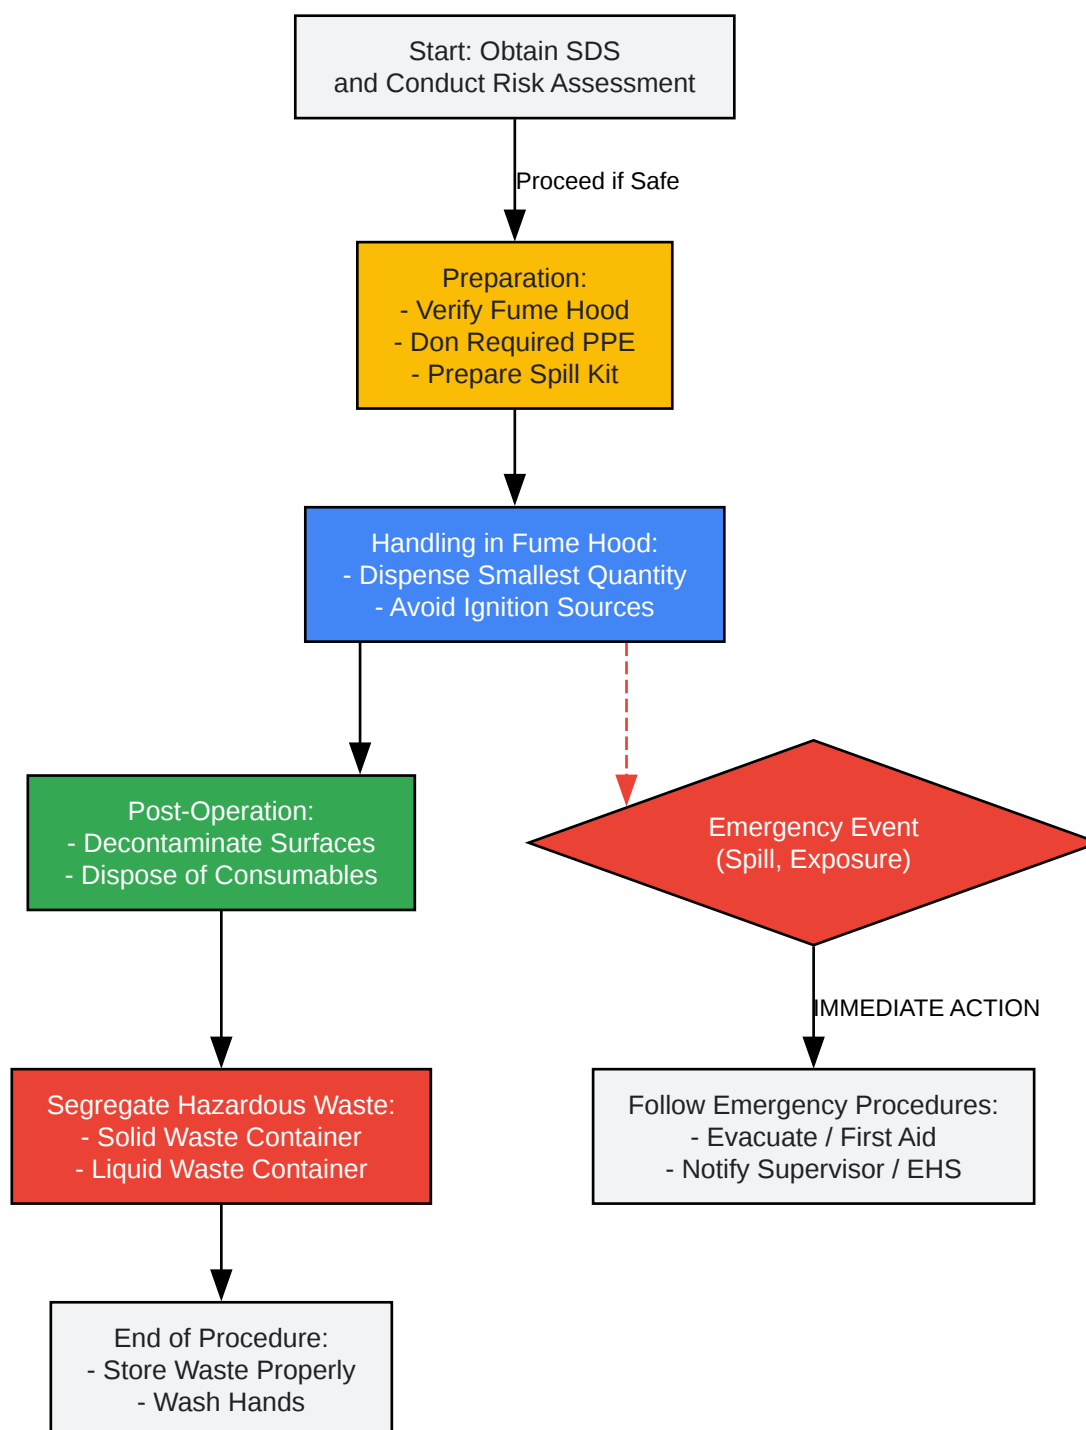 Start: Obtain SDS
and Conduct Risk Assessment
Proceed if Safe
Preparation:
- Verify Fume Hood
- Don Required PPE
- Prepare Spill Kit
Handling in Fume Hood:
- Dispense Smallest Quantity
- Avoid Ignition Sources
Post-Operation:
- Decontaminate Surfaces
- Dispose of Consumables
Emergency Event
(Spill, Exposure)
IMMEDIATE ACTION
Segregate Hazardous Waste:
- Solid Waste Container
- Liquid Waste Container
Follow Emergency Procedures:
- Evacuate / First Aid
- Notify Supervisor / EHS
End of Procedure:
- Store Waste Properly
- Wash Hands